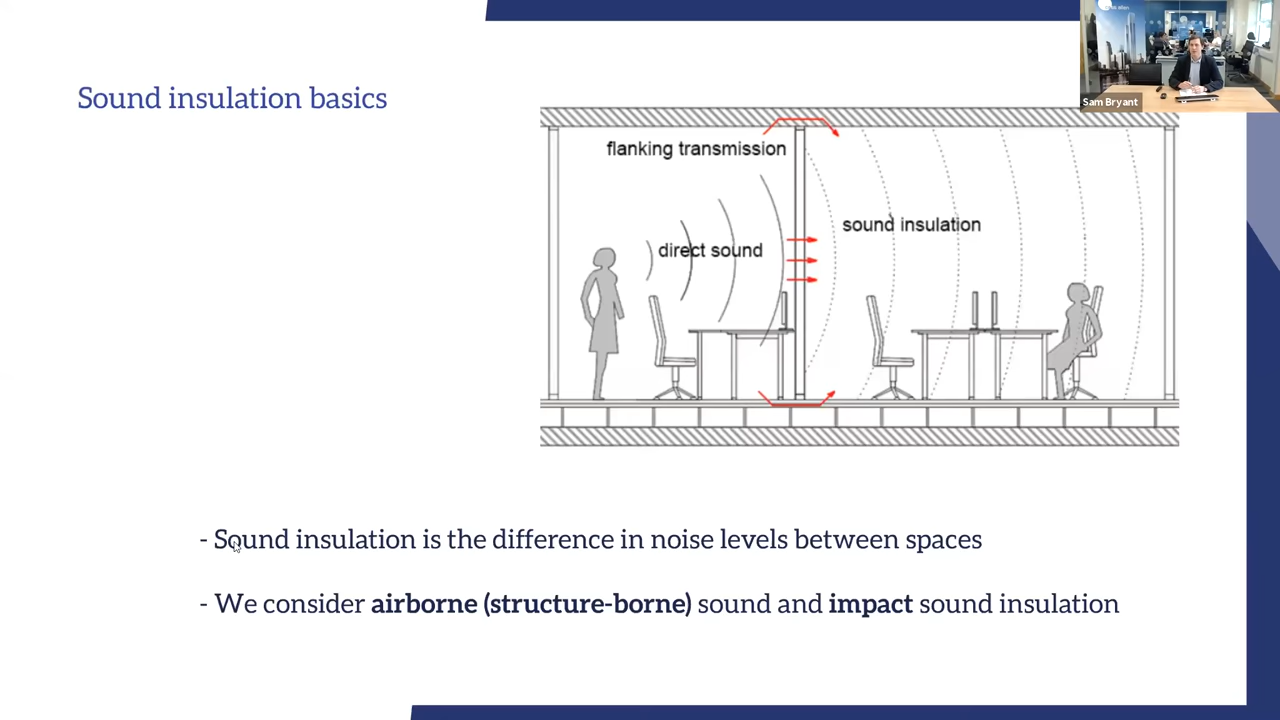 Sound insulation basics
Sam Bryant
flanking transmission
sound insulation
direct sound
- Sound insulation is the difference in noise levels between spaces
- We consider airborne (structure-borne) sound and impact sound insulation